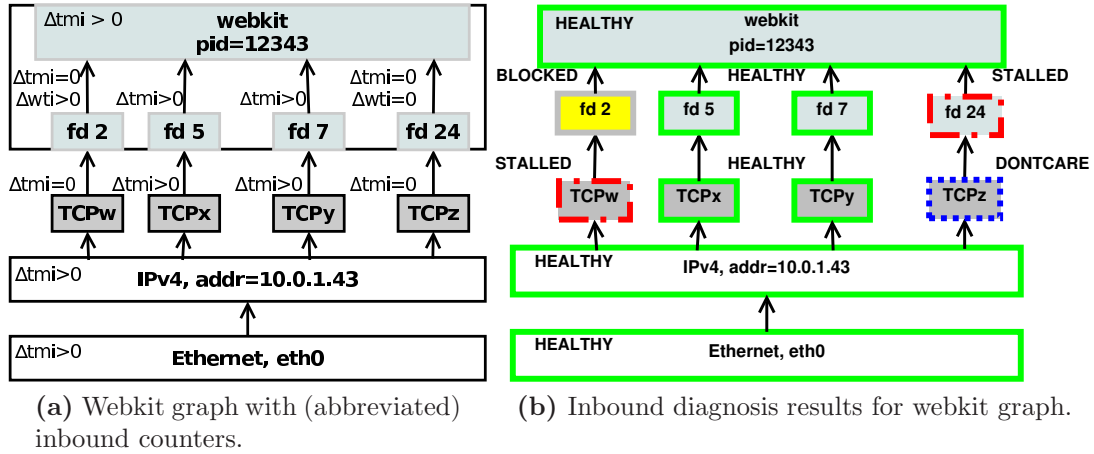 Δtmi > 0
webkit
pid=12343
Δtmi=0
Δwti>0
Δtmi>0
Δtmi>0
Δtmi=0
Δwti=0
fd 2
fd 5
fd 7
fd 24
Δtmi=0
Δtmi>0
Δtmi>0
Δtmi=0
TCPw
TCPx
TCPy
TCPz
Δtmi>0
IPv4, addr=10.0.1.43
Δtmi>0
Ethernet, eth0
(a) Webkit graph with (abbreviated)
inbound counters.
HEALTHY
webkit
pid=12343
BLOCKED
HEALTHY
STALLED
fd 2
fd 5
fd 7
fd 24
STALLED
HEALTHY
DONTCARE
TCPw
TCPx
TCPy
TCPz
HEALTHY
IPv4, addr=10.0.1.43
HEALTHY
Ethernet, eth0
(b) Inbound diagnosis results for webkit graph.